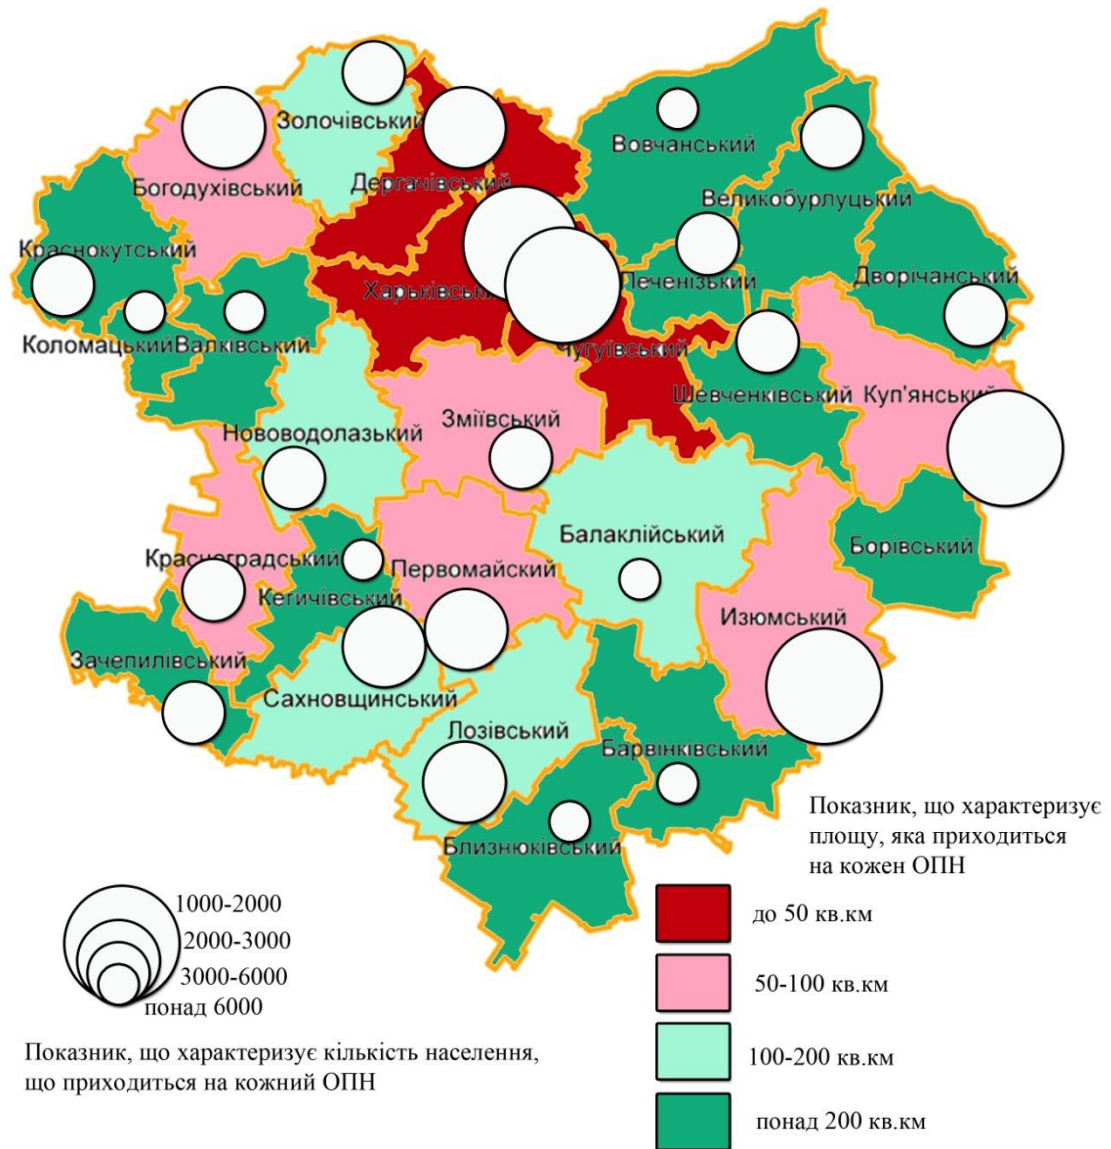 Золочівський
Вовчанський
Дергачівський
Богодухівський
Великобурлуцький
Краснокутський
Печенізький
Дворічанський
Харьківський
Коломацький
Валківський
Чугуївський
Шевченківський
Куп'янський
Зміївський
Нововодолазький
Балаклійський
Борівський
Красноградський
Первомайский
Кегичівський
Изюмський
Зачепилівський
Сахновщинський
Лозівський
Барвінківський
Близнюківський
Показник, що характеризує
площу, яка приходиться
на кожен ОПН
до 50 кв.км
50-100 кв.км
100-200 кв.км
понад 200 кв.км
1000-2000
2000-3000
3000-6000
понад 6000
Показник, що характеризує кількість населення,
що приходиться на кожний ОПН